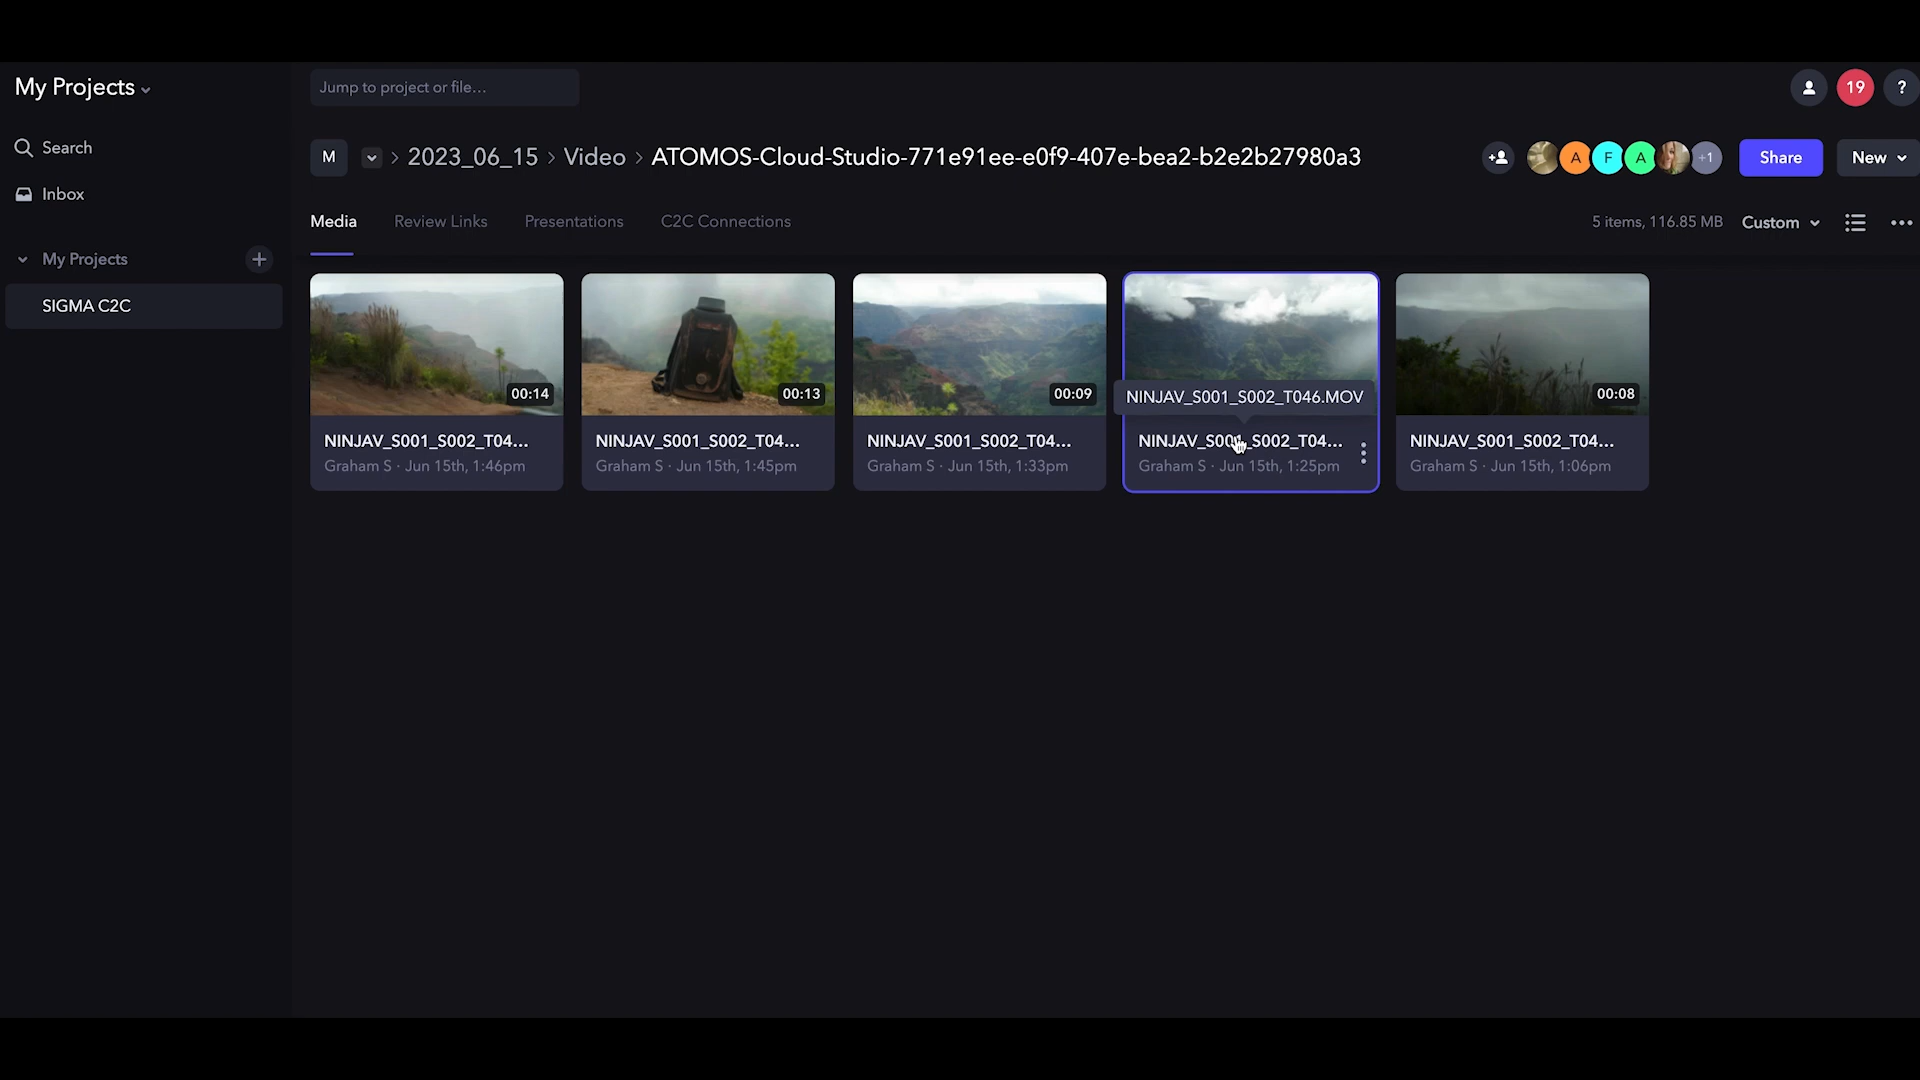 My Projects
Jump to project or file...
19
?
Search
M
2023_06_15
Video
ATOMOS-Cloud-Studio-771e91ee-e0f9-407e-bea2-b2e2b27980a3
A
F
A
+1
Share
New
Inbox
Media
Review Links
Presentations
C2C Connections
5 items, 116.85 MB
Custom
My Projects
SIGMA C2C
00:14
00:13
00:09
NINJAV_S001_S002_T046.MOV
00:08
NINJAV_S001_S002_T04...
Graham S · Jun 15th, 1:46pm
NINJAV_S001_S002_T04...
Graham S · Jun 15th, 1:45pm
NINJAV_S001_S002_T04...
Graham S · Jun 15th, 1:33pm
NINJAV_S001_S002_T04...
Graham S · Jun 15th, 1:25pm
NINJAV_S001_S002_T04...
Graham S · Jun 15th, 1:06pm